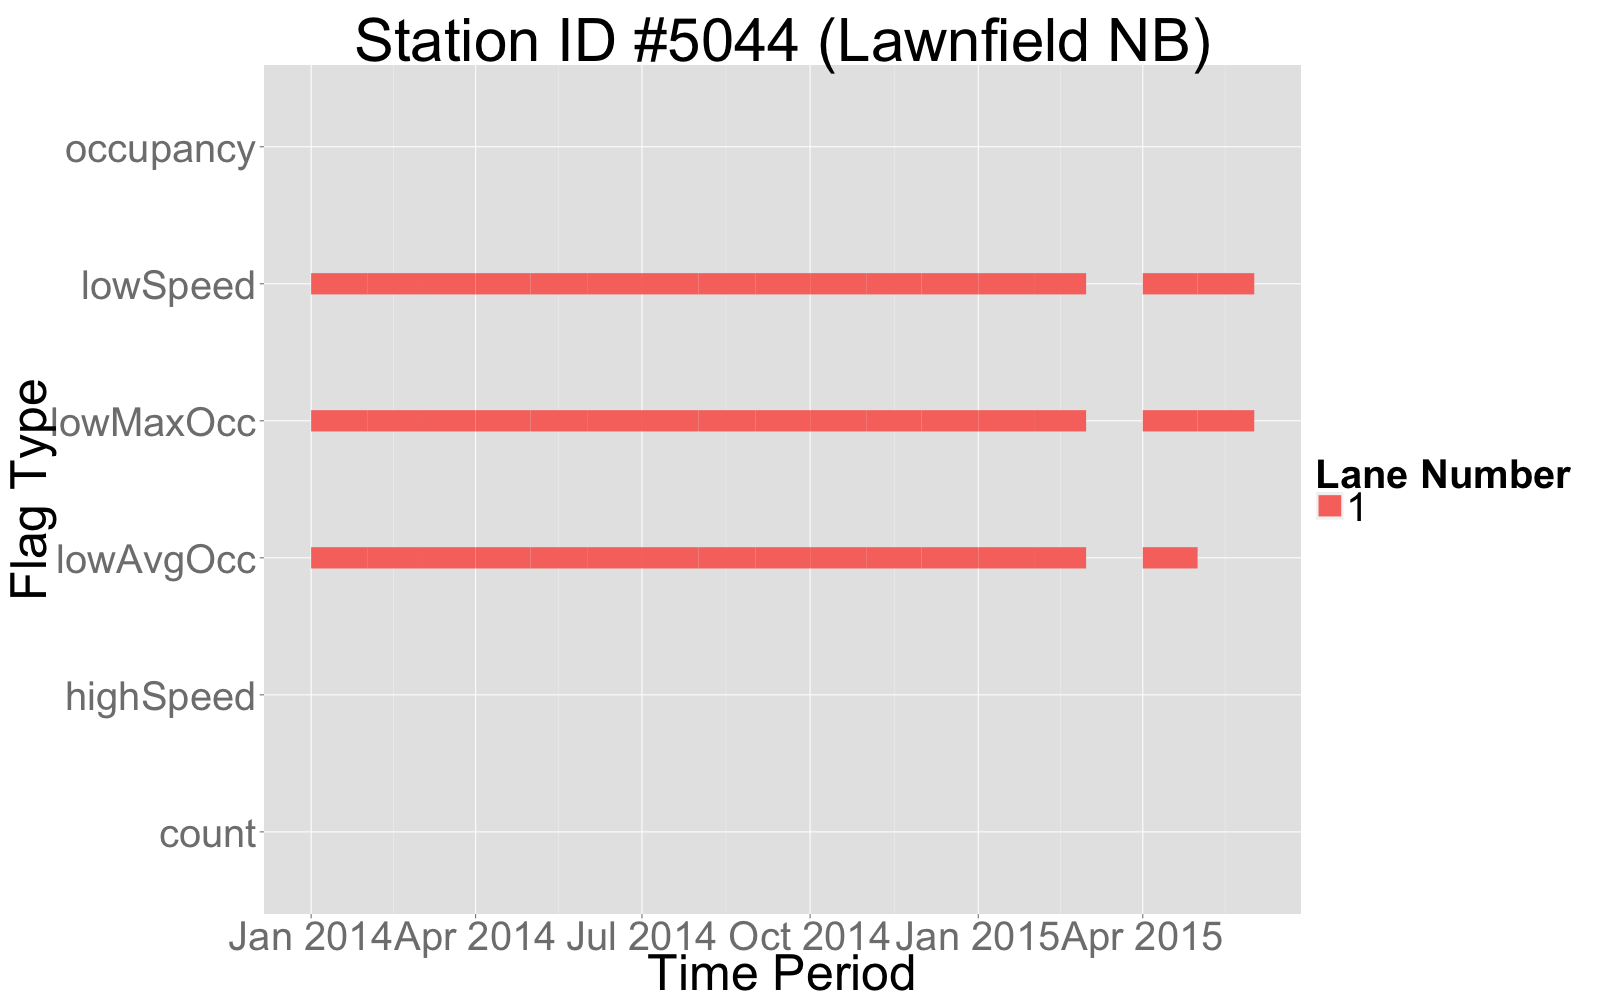 Station ID #5044 (Lawnfield NB)
occupancy
lowSpeed
lowMaxOcc
lowAvgOcc
highSpeed
count
Flag Type
Jan 2014 Apr 2014 Jul 2014 Oct 2014 Jan 2015 Apr 2015
Time Period
Lane Number
1